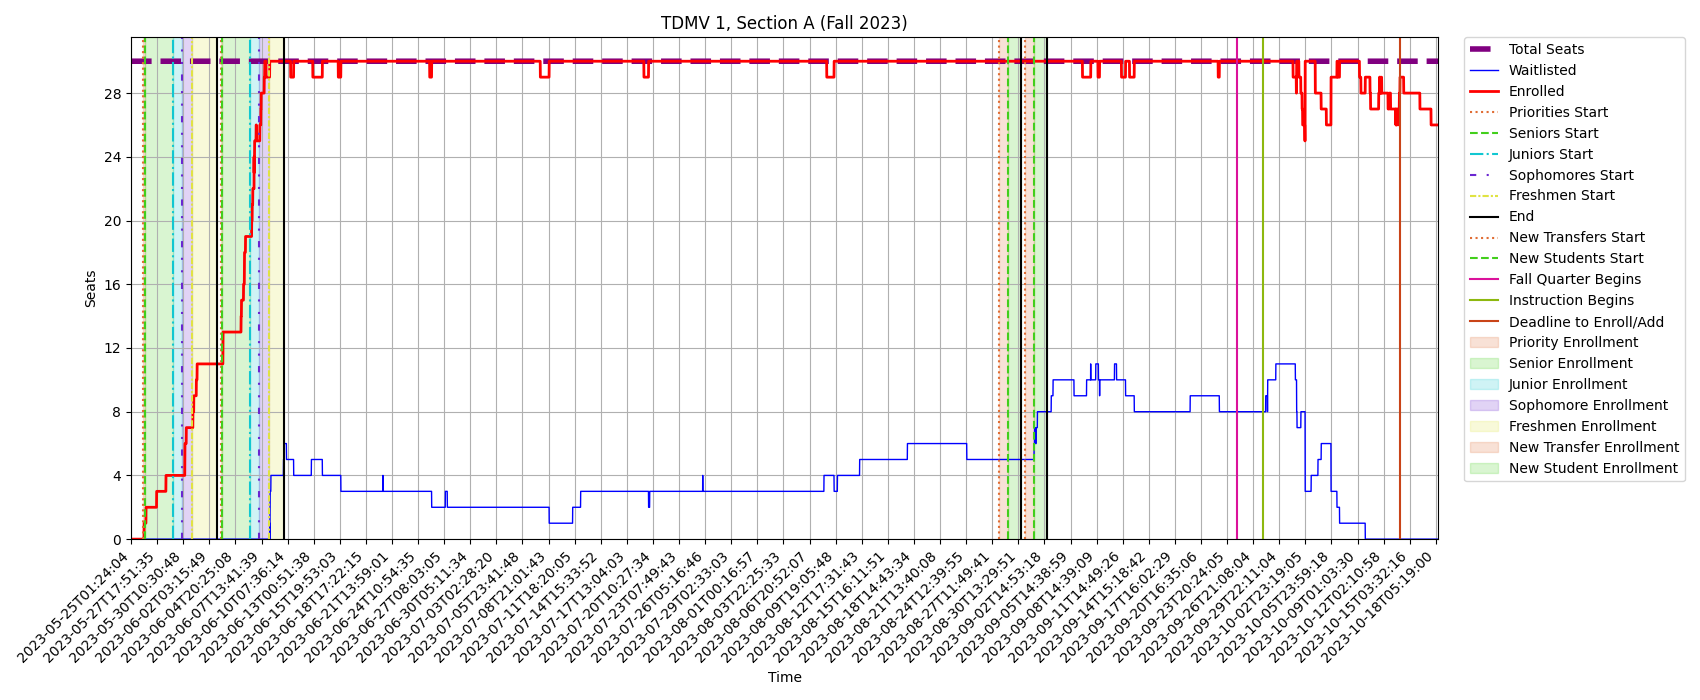 TDMV 1, Section A (Fall 2023)
Seats
28
24
20
16
12
8
4
0
2023-05-25T01:24:04
2023-05-27T17:51:35
2023-05-30T10:30:48
2023-06-02T03:15:49
2023-06-04T20:25:08
2023-06-07T13:41:39
2023-06-10T07:36:14
2023-06-13T00:51:38
2023-06-15T19:53:03
2023-06-18T17:22:15
2023-06-21T13:59:01
2023-06-24T10:54:35
2023-06-27T08:03:05
2023-06-30T05:11:34
2023-07-03T02:28:20
2023-07-05T23:41:48
2023-07-08T21:01:43
2023-07-11T18:20:05
2023-07-14T15:33:52
2023-07-17T13:04:03
2023-07-20T10:27:34
2023-07-23T07:49:43
2023-07-26T05:16:46
2023-07-29T02:33:03
2023-08-01T00:16:57
2023-08-03T22:25:33
2023-08-06T20:52:07
2023-08-09T19:05:48
2023-08-12T17:31:43
2023-08-15T16:11:51
2023-08-18T14:43:34
2023-08-21T13:40:08
2023-08-24T12:39:55
2023-08-27T11:49:41
2023-08-30T13:29:51
2023-09-02T14:53:18
2023-09-05T14:38:59
2023-09-08T14:39:09
2023-09-11T14:49:26
2023-09-14T15:18:42
2023-09-17T16:02:29
2023-09-20T16:35:06
2023-09-23T20:24:05
2023-09-26T21:08:04
2023-09-29T22:11:04
2023-10-02T23:19:05
2023-10-05T23:59:18
2023-10-09T01:03:30
2023-10-12T02:10:58
2023-10-15T03:32:16
2023-10-18T05:19:00
Time
Total Seats
Waitlisted
Enrolled
Priorities Start
Seniors Start
Juniors Start
Sophomores Start
Freshmen Start
End
New Transfers Start
New Students Start
Fall Quarter Begins
Instruction Begins
Deadline to Enroll/Add
Priority Enrollment
Senior Enrollment
Junior Enrollment
Sophomore Enrollment
Freshmen Enrollment
New Transfer Enrollment
New Student Enrollment